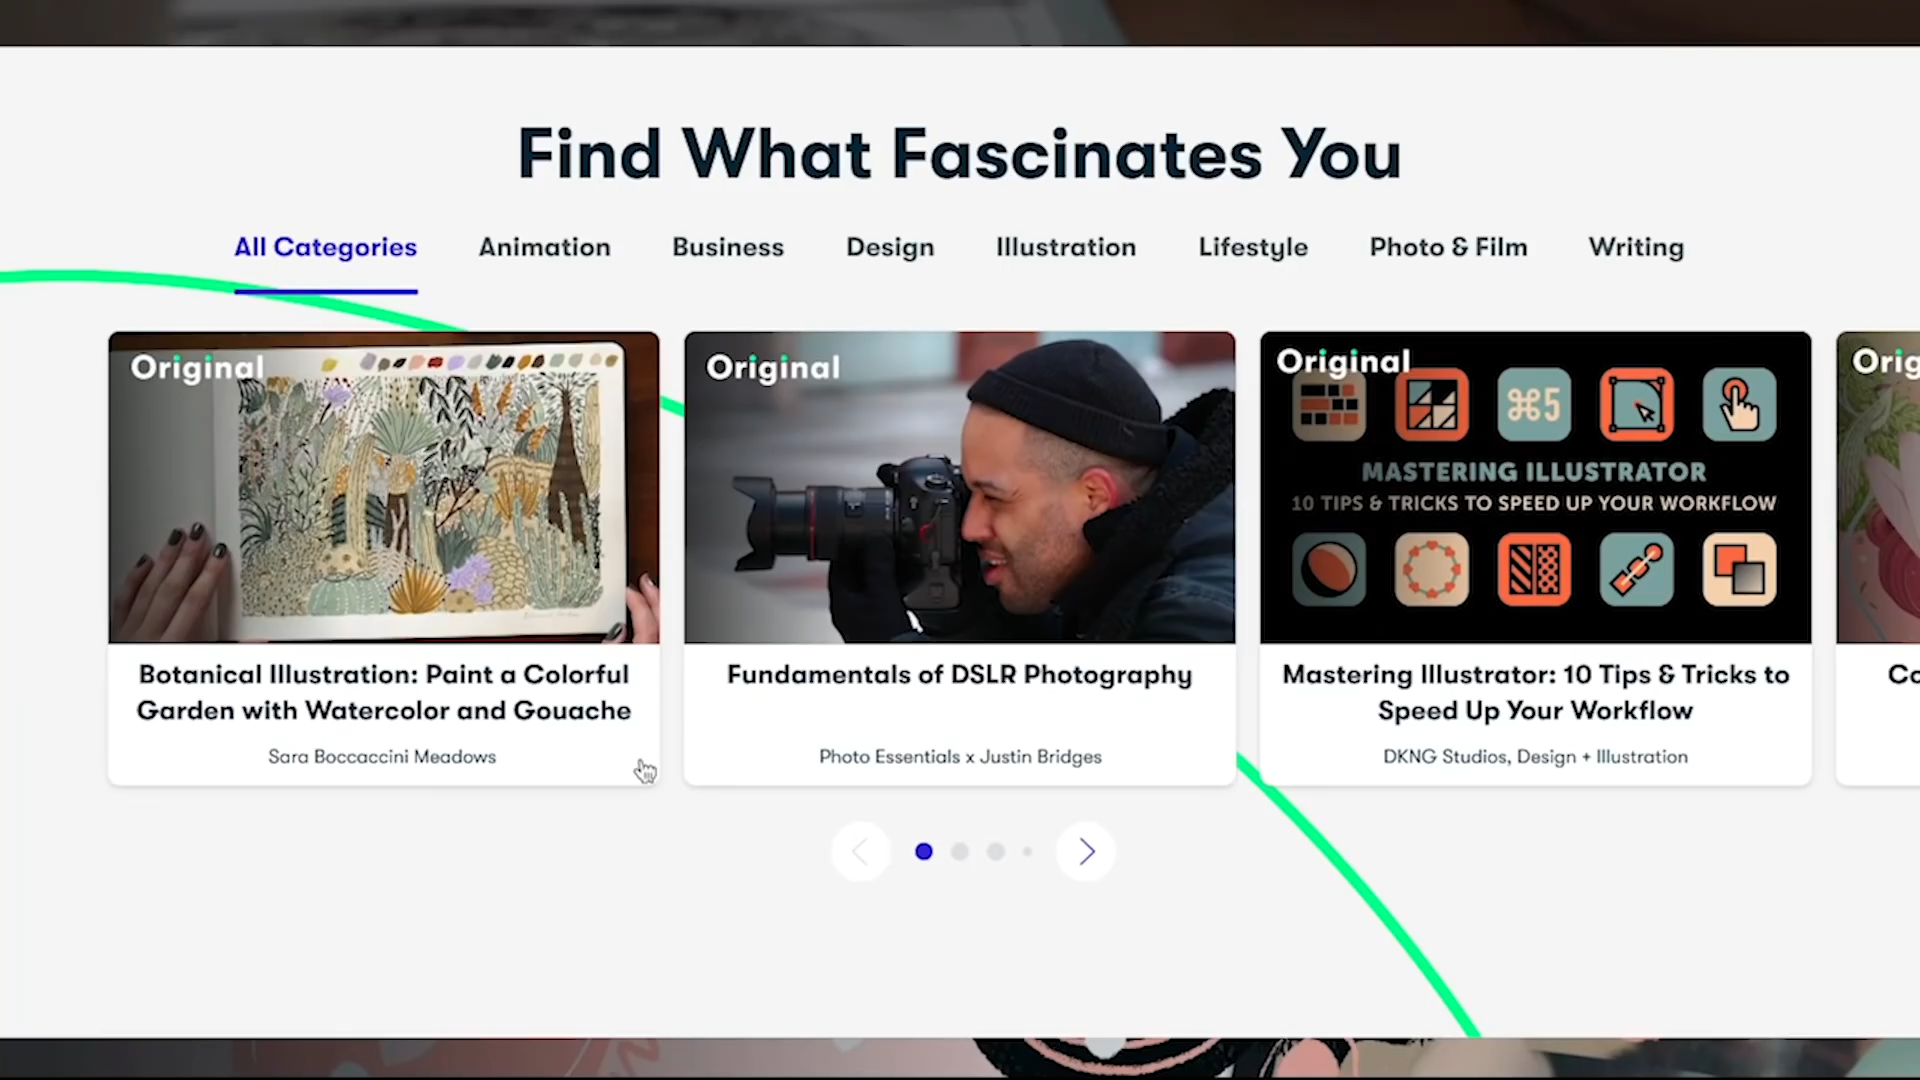 Find What Fascinates You
All Categories Animation Business Design Illustration Lifestyle Photo & Film Writing
Original
Original
Original
⌘5
MASTERING ILLUSTRATOR
10 TIPS & TRICKS TO SPEED UP YOUR WORKFLOW
Botanical Illustration: Paint a Colorful
Garden with Watercolor and Gouache
Sara Boccaccini Meadows
Fundamentals of DSLR Photography
Photo Essentials x Justin Bridges
Mastering Illustrator: 10 Tips & Tricks to
Speed Up Your Workflow
DKNG Studios, Design + Illustration
Orig
Co